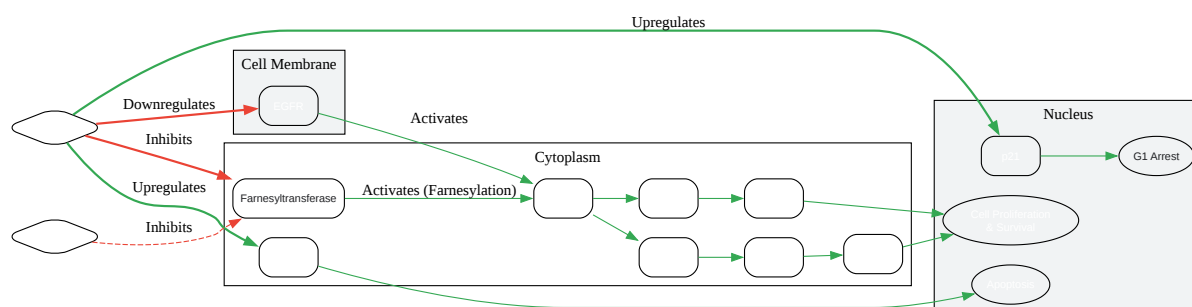 Upregulates
Cell Membrane
EGFR
Downregulates
Activates
Nucleus
Inhibits
Cytoplasm
p21
G1 Arrest
Upregulates
Farnesyltransferase
Activates (Farnesylation)
Cell Proliferation
& Survival
Inhibits
Apoptosis